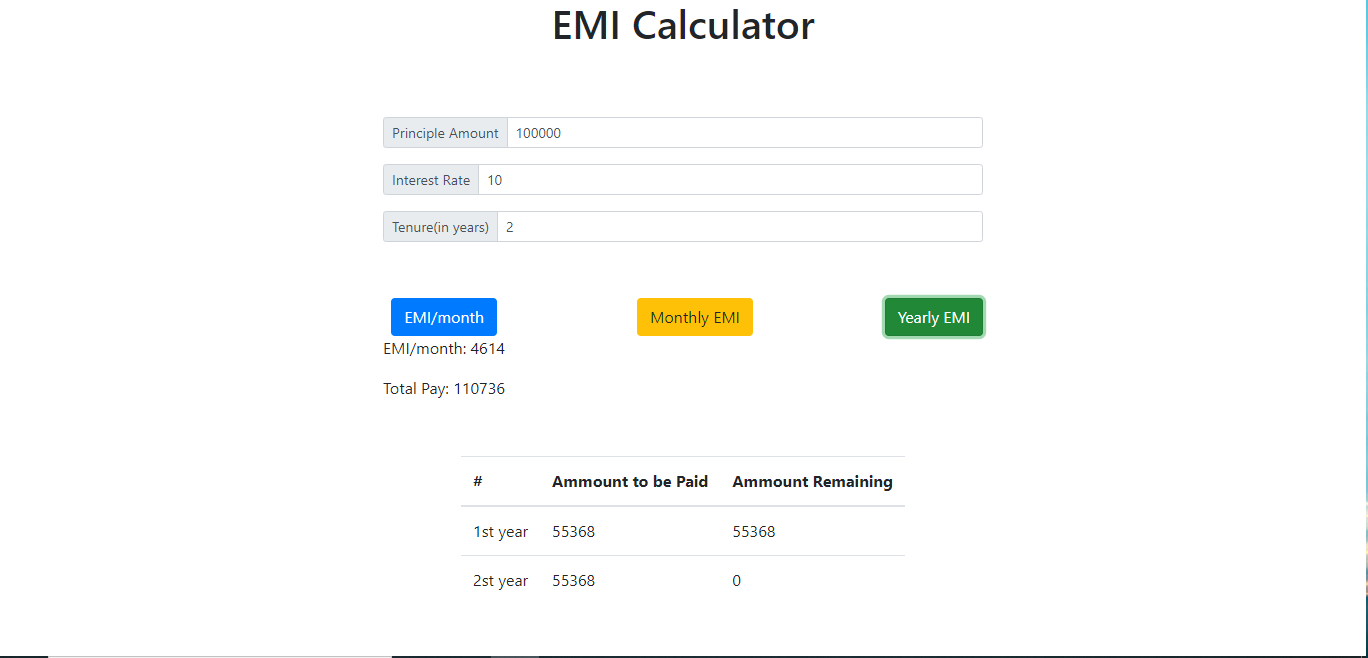 EMI Calculator
Principle Amount 100000
Interest Rate 10
Tenure(in years) 2
EMI/month Monthly EMI Yearly EMI
EMI/month: 4614
Total Pay: 110736
# Ammount to be Paid Ammount Remaining
1st year 55368 55368
2st year 55368 0